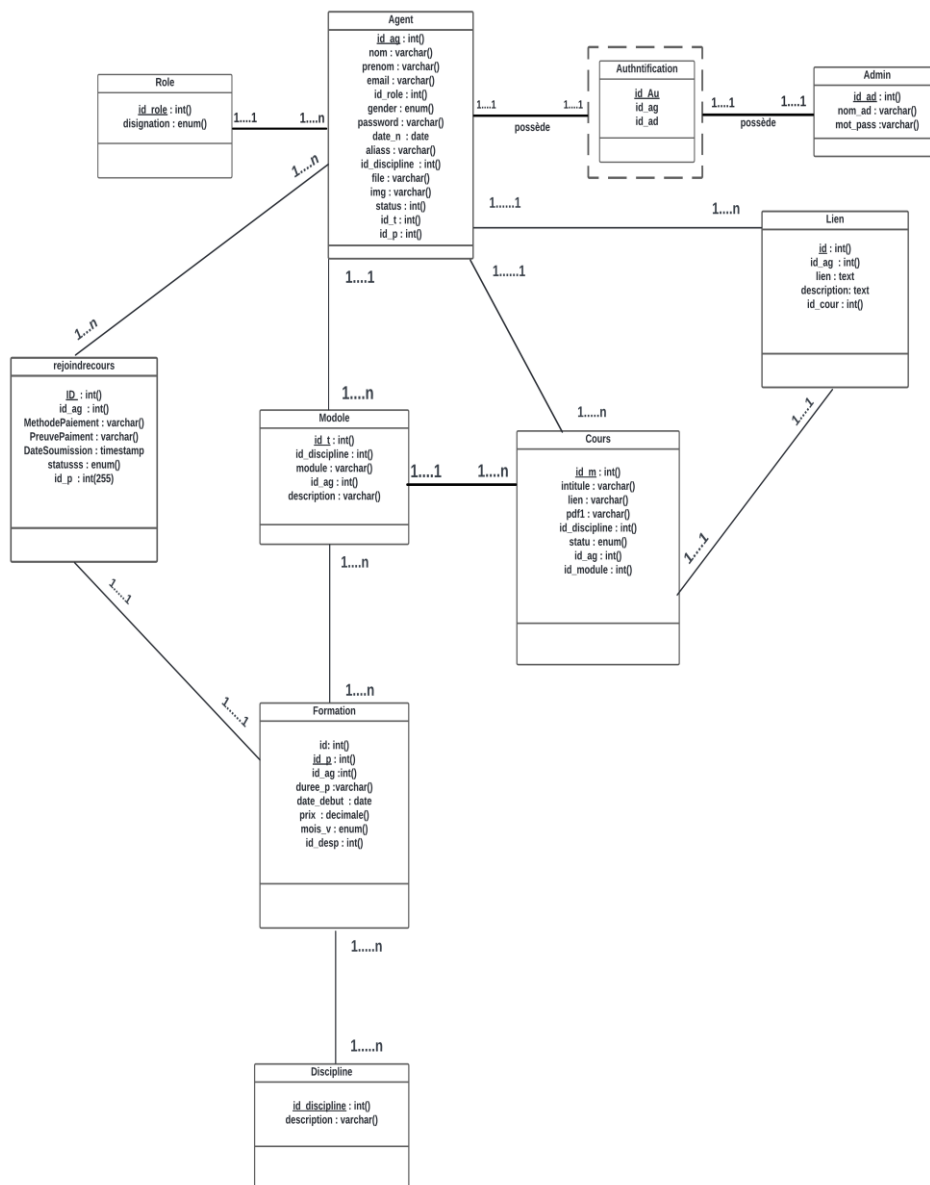 Agent
id_ag : int()
nom : varchar()
prenom : varchar()
email : varchar()
id_role : int()
gender : enum()
password : varchar()
date_n : date
aliass : varchar()
id_discipline : int()
file : varchar()
img : varchar()
status : int()
id_t : int()
id_p : int()
Role
id_role : int()
disignation : enum()
1....1
1....n
Authntification
id_Au
id_ag
id_ad
1....1
1....1
possède
1....1
1....1
possède
Admin
id_ad : int()
nom_ad : varchar()
mot_pass :varchar()
1...n
1...n
1......1
1....n
Lien
id : int()
id_ag : int()
lien : text
description: text
id_cour : int()
1....1
1......1
rejoindrecours
ID : int()
id_ag : int()
MethodePaiement : varchar()
PreuvePaiment : varchar()
DateSoumission : timestamp
statusss : enum()
id_p : int(255)
1....n
Modole
id_t : int()
id_discipline : int()
module : varchar()
id_ag : int()
description : varchar()
1....1
1....n
1.....n
Cours
id_m : int()
intitule : varchar()
lien : varchar()
pdf1 : varchar()
id_discipline : int()
statu : enum()
id_ag : int()
id_module : int()
1....1
1....1
1.....1
1......1
1....n
1....n
Formation
id: int()
id_p : int()
id_ag :int()
duree_p :varchar()
date_debut : date
prix : decimale()
mois_v : enum()
id_desp : int()
1.....n
1.....n
Discipline
id_discipline : int()
description : varchar()